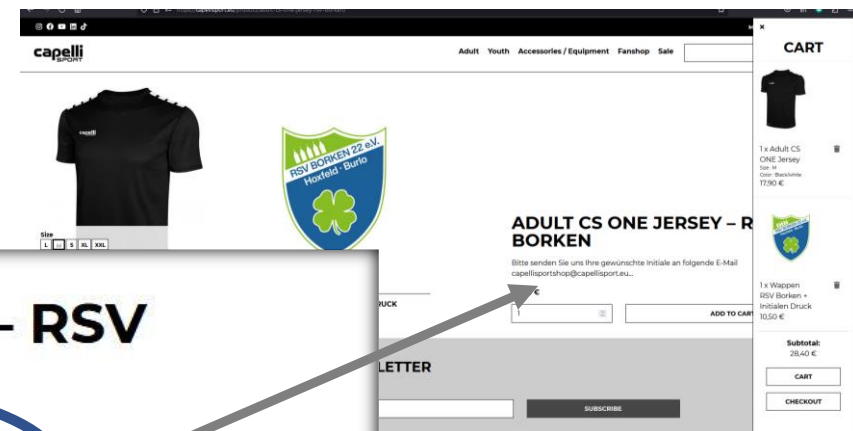 capelli
SPORT
Adult Youth Accessories / Equipment Fanshop Sale
CART
capelli
RSV BORKEN 22 e.V.
Hoxfeld - Burlo
Size
L S XL XXL
ADULT CS ONE JERSEY – R
BORKEN
Bitte senden Sie uns Ihre gewünschte Initiale an folgende E-Mail
capellisportshop@capellisport.eu...
€
1
ADD TO CAR
UCK
- RSV
LETTER
SUBSCRIBE
1 x Adult CS
ONE Jersey
Size: M
Color: Black/white
17,90 €
1 x Wappen
RSV Borken +
Initialen Druck
10,50 €
Subtotal:
28,40 €
CART
CHECKOUT